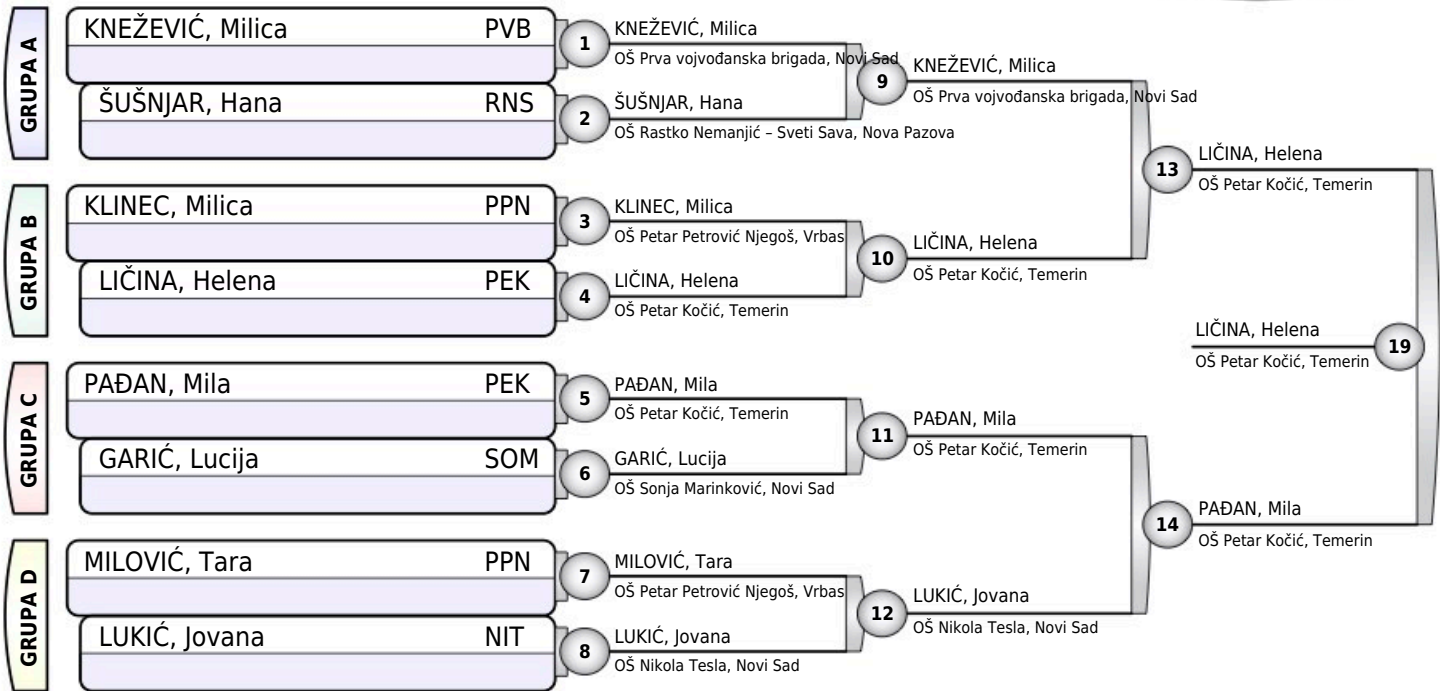 GRUPA A
KNEŽEVIĆ, Milica PVB
ŠUŠNJAR, Hana RNS
1
KNEŽEVIĆ, Milica
OŠ Prva vojvođanska brigada, Novi Sad
2
ŠUŠNJAR, Hana
OŠ Rastko Nemanjić – Sveti Sava, Nova Pazova
9
KNEŽEVIĆ, Milica
OŠ Prva vojvođanska brigada, Novi Sad
GRUPA B
KLINEC, Milica PPN
LIČINA, Helena PEK
3
KLINEC, Milica
OŠ Petar Petrović Njegoš, Vrbas
4
LIČINA, Helena
OŠ Petar Kočić, Temerin
10
LIČINA, Helena
OŠ Petar Kočić, Temerin
13
LIČINA, Helena
OŠ Petar Kočić, Temerin
GRUPA C
PAĐAN, Mila PEK
GARIĆ, Lucija SOM
5
PAĐAN, Mila
OŠ Petar Kočić, Temerin
6
GARIĆ, Lucija
OŠ Sonja Marinković, Novi Sad
11
PAĐAN, Mila
OŠ Petar Kočić, Temerin
GRUPA D
MILOVIĆ, Tara PPN
LUKIĆ, Jovana NIT
7
MILOVIĆ, Tara
OŠ Petar Petrović Njegoš, Vrbas
8
LUKIĆ, Jovana
OŠ Nikola Tesla, Novi Sad
12
LUKIĆ, Jovana
OŠ Nikola Tesla, Novi Sad
14
PAĐAN, Mila
OŠ Petar Kočić, Temerin
LIČINA, Helena
OŠ Petar Kočić, Temerin
19